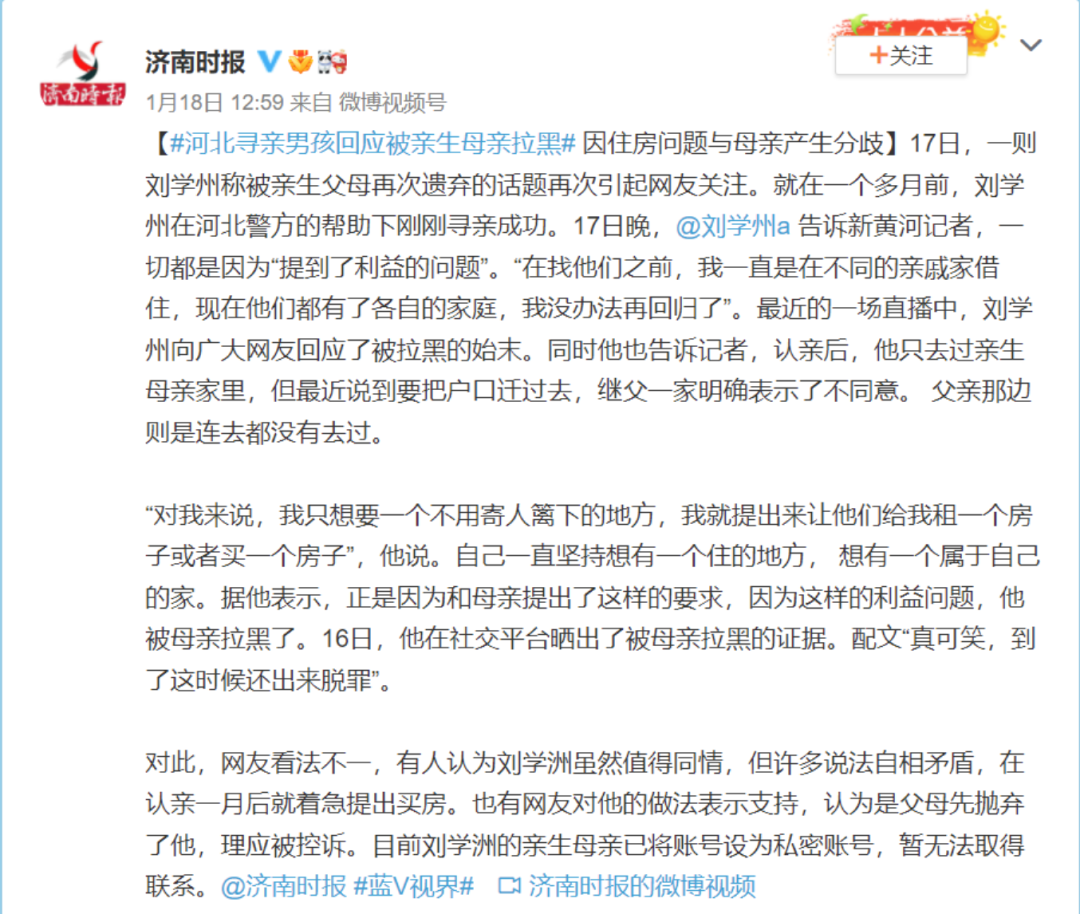 济南时报
济南時报
+关注
1月18日 12:59 来自 微博视频号
【#河北寻亲男孩回应被亲生母亲拉黑# 因住房问题与母亲产生分歧】17日，一则
刘学州称被亲生父母再次遗弃的话题再次引起网友关注。就在一个多月前，刘学
州在河北警方的帮助下刚刚寻亲成功。17日晚，@刘学州a 告诉新黄河记者，一
切都是因为“提到了利益的问题”。“在找他们之前，我一直是在不同的亲戚家借
住，现在他们都有了各自的家庭，我没办法再回归了”。最近的一场直播中，刘学
州向广大网友回应了被拉黑的始末。同时他也告诉记者，认亲后，他只去过亲生
母亲家里，但最近说到要把户口迁过去，继父一家明确表示了不同意。 父亲那边
则是连去都没有去过。
“对我来说，我只想要一个不用寄人篱下的地方，我就提出来让他们给我租一个房
子或者买一个房子”，他说。自己一直坚持想有一个住的地方， 想有一个属于自己
的家。据他表示，正是因为和母亲提出了这样的要求，因为这样的利益问题，他
被母亲拉黑了。16日，他在社交平台晒出了被母亲拉黑的证据。配文“真可笑，到
了这时候还出来脱罪”。
对此，网友看法不一，有人认为刘学洲虽然值得同情，但许多说法自相矛盾，在
认亲一月后就着急提出买房。也有网友对他的做法表示支持，认为是父母先抛弃
了他，理应被控诉。目前刘学洲的亲生母亲已将账号设为私密账号，暂无法取得
联系。@济南时报 #蓝V视界# 济南时报的微博视频